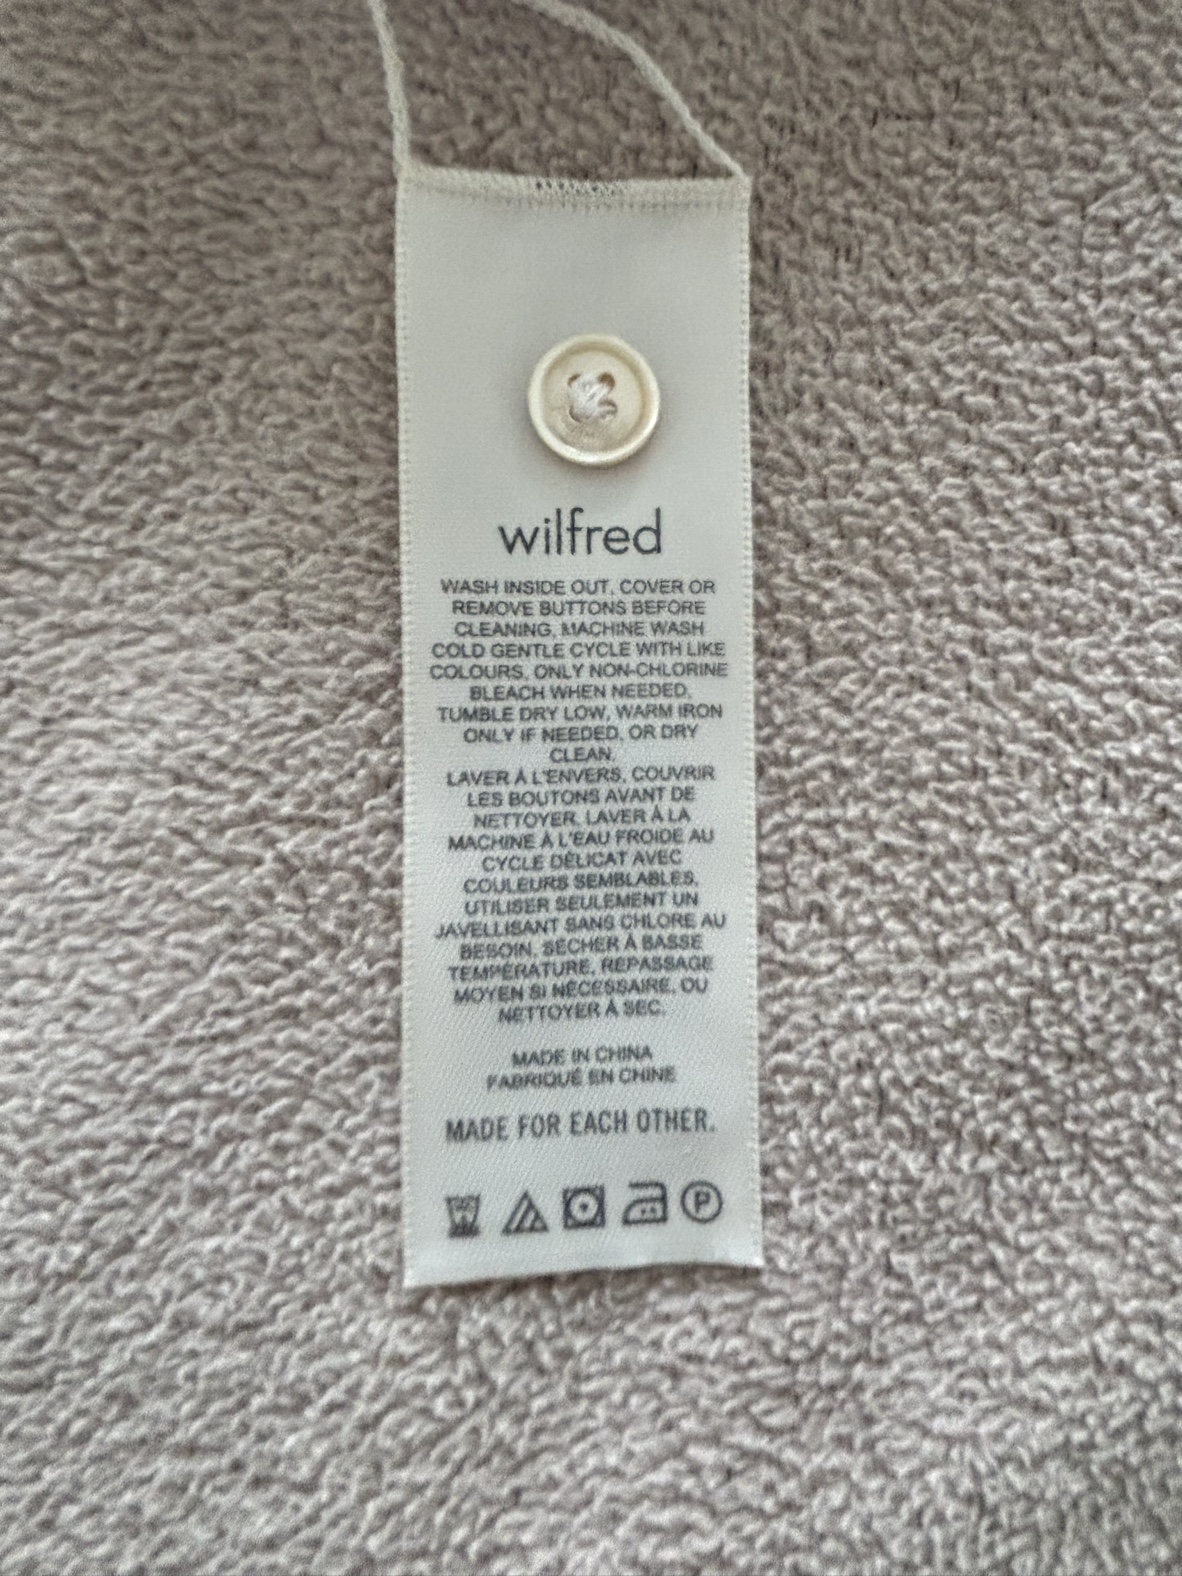 wilfred
WASH INSIDE OUT, COVER OR
REMOVE BUTTONS BEFORE
CLEANING, MACHINE WASH
COLD GENTLE CYCLE WITH LIKE
COLOURS, ONLY NON-CHLORINE
BLEACH WHEN NEEDED,
TUMBLE DRY LOW, WARM IRON
ONLY IF NEEDED, OR DRY
CLEAN.
LAVER À L'ENVERS, COUVRIR
LES BOUTONS AVANT DE
NETTOYER, LAVER À LA
MACHINE À L'EAU FROIDE AU
CYCLE DÉLICAT AVEC
COULEURS SEMBLABLES,
UTILISER SEULEMENT UN
JAVELLISANT SANS CHLORE AU
BESOIN, SÉCHER À BASSE
TEMPÉRATURE, REPASSAGE
MOYEN SI NÉCESSAIRE, OU
NETTOYER À SEC.
MADE IN CHINA
FABRIQUÉ EN CHINE
MADE FOR EACH OTHER.
P